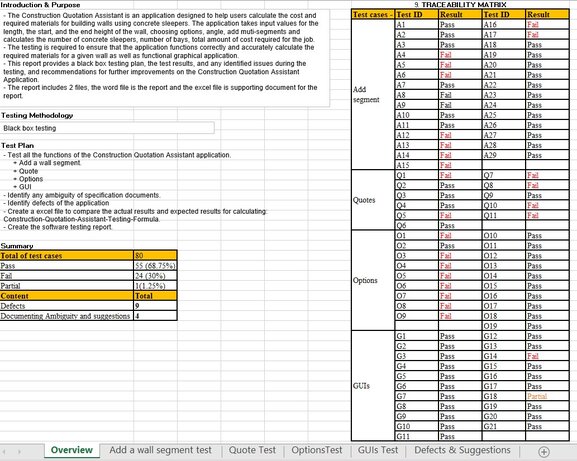 Introduction & Purpose
- The Construction Quotation Assistant is an application designed to help users calculate the cost and
required materials for building walls using concrete sleepers. The application takes input values for the
length, the start, and the end height of the wall, choosing options, angle, add muti-segments and
calculates the number of concrete sleepers, number of bays, total amount of cost required for the job.
- The testing is required to ensure that the application functions correctly and accurately calculate the
required materials for a given wall as well as functional graphical application
- This report provides a black box testing plan, the test results, and any identified issues during the
testing, and recommendations for further improvements on the Construction Quotation Assistant
Application.
- The report includes 2 files, the word file is the report and the excel file is supporting document for the
report.
Testing Methodology
Black box testing
Test Plan
- Test all the functions of the Construction Quotation Assistant application.
+ Add a wall segment.
+ Quote
+ Options
+ GUI
- Identify any ambiguity of specification documents.
- Identify defects of the application
- Create a excel file to compare the actual results and expected results for calculating:
Construction-Quotation-Assistant-Testing-Formula.
- Create the software testing report.
Summary
Total of test cases 80
Pass 55 (68.75%)
Fail 24 (30%)
Partial 1(1.25%)
Content Total
Defects 9
Documenting Ambiguity and suggestions 4
9. TRACEABILITY MATRIX
Test cases - Test ID Result Test ID Result
Add segment
A1 Pass A16 Fail
A2 Pass A17 Fail
A3 Pass A18 Pass
A4 Fail A19 Pass
A5 Fail A20 Pass
A6 Fail A21 Pass
A7 Pass A22 Pass
A8 Fail A23 Pass
A9 Fail A24 Pass
A10 Pass A25 Pass
A11 Pass A26 Pass
A12 Fail A27 Pass
A13 Fail A28 Pass
A14 Fail A29 Pass
A15 Fail
Quotes
Q1 Fail Q7 Fail
Q2 Pass Q8 Fail
Q3 Pass Q9 Pass
Q4 Pass Q10 Fail
Q5 Fail Q11 Fail
Q6 Pass
Options
O1 Fail O10 Pass
O2 Pass O11 Pass
O3 Fail O12 Pass
O4 Fail O13 Pass
O5 Fail O14 Pass
O6 Fail O15 Pass
O7 Fail O16 Pass
O8 Fail O17 Pass
O9 Fail O18 Pass
O19 Pass
GUIs
G1 Pass G12 Pass
G2 Pass G13 Pass
G3 Pass G14 Fail
G4 Pass G15 Pass
G5 Pass G16 Pass
G6 Pass G17 Pass
G7 Pass G18 Partial
G8 Pass G19 Pass
G9 Pass G20 Pass
G10 Pass G21 Pass
G11 Pass
Overview
Add a wall segment test
Quote Test
OptionsTest
GUIs Test
Defects & Suggestions